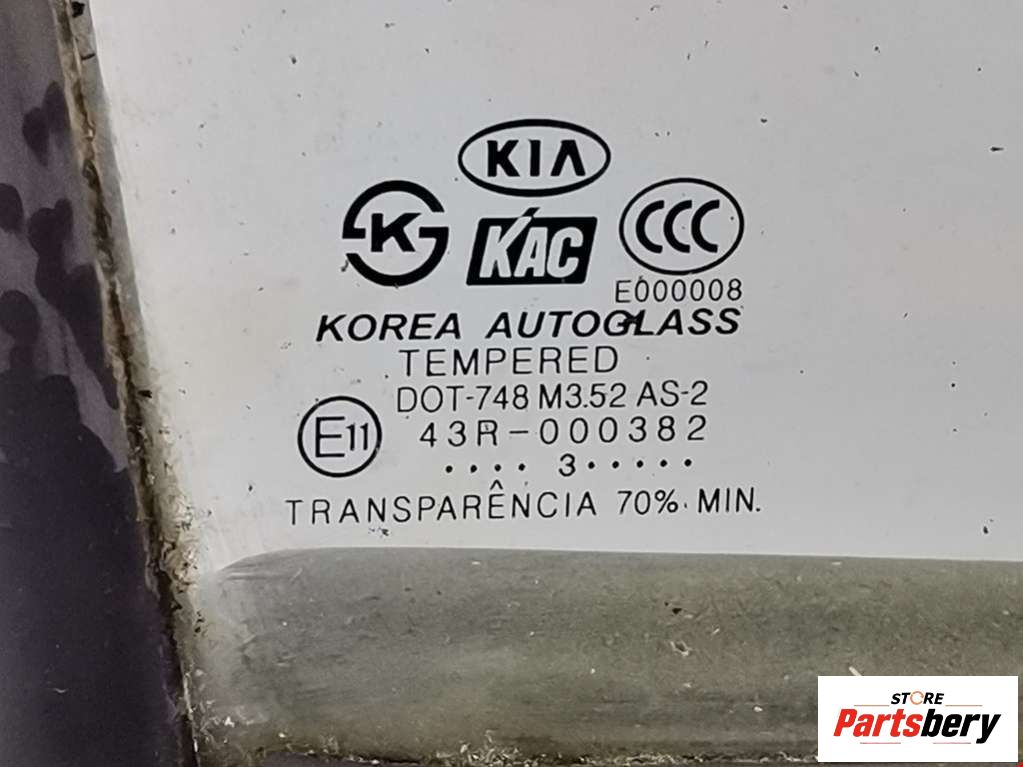 KIA
K
KAC
CCC
E000008
KOREA AUTOGLASS
TEMPERED
DOT-748 M3.52 AS-2
E11
43R-000382
.... 3.....
TRANSPARÊNCIA 70% MIN.
STORE
Partsbery